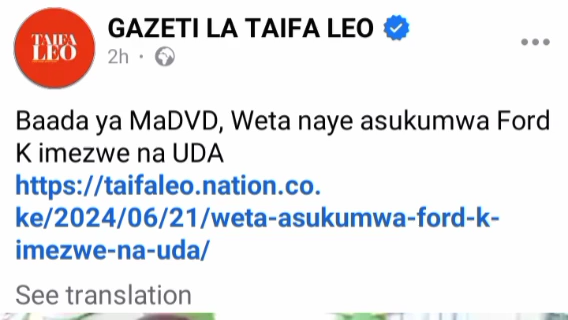 TAIFA
LEO
GAZETI LA TAIFA LEO
2h ·
Baada ya MaDVD, Weta naye asukumwa Ford
K imezwe na UDA
https://taifaleo.nation.co.
ke/2024/06/21/weta-asukumwa-ford-k-
imezwe-na-uda/
See translation